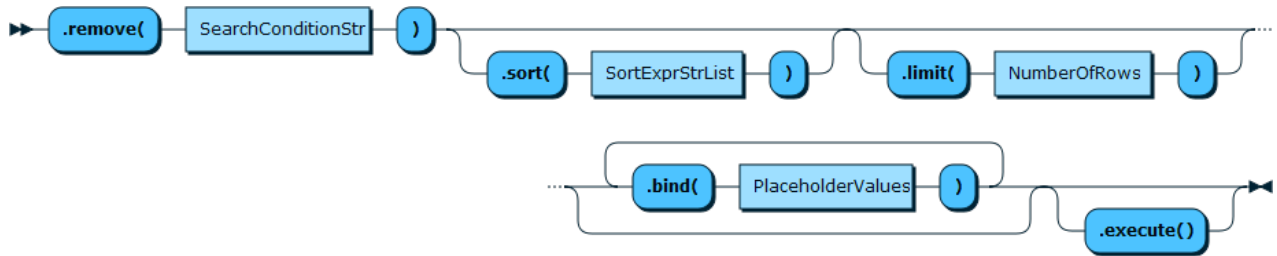 .remove( SearchConditionStr )
.sort( SortExprStrList ) .limit( NumberOfRows )
.bind( PlaceholderValues )
.execute()